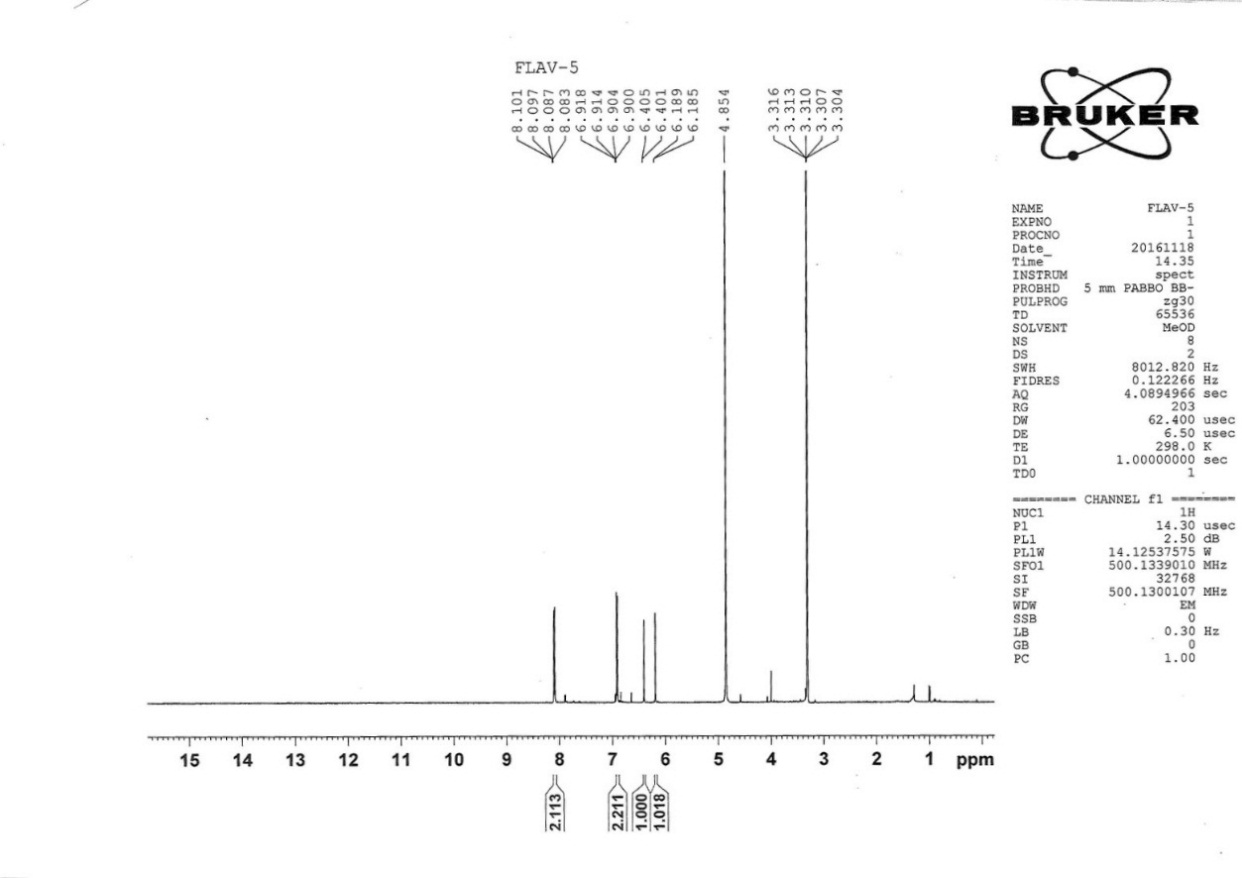 FLAV-5
8.101
8.097
8.087
8.083
6.918
6.914
6.904
6.900
6.405
6.401
6.189
6.185
4.854
3.316
3.313
3.310
3.307
3.304
BRUKER
NAME FLAV-5
EXPNO 1
PROCNO 1
Date_ 20161118
Time 14.35
INSTRUM spect
PROBHD 5 mm PABBO BB-
PULPROG zg30
TD 65536
SOLVENT MeOD
NS 8
DS 2
SWH 8012.820 Hz
FIDRES 0.122266 Hz
AQ 4.0894966 sec
RG 203
DW 62.400 usec
DE 6.50 usec
TE 298.0 K
D1 1.00000000 sec
TD0 1
======== CHANNEL f1 ========
NUC1 1H
P1 14.30 usec
PL1 2.50 dB
PL1W 14.12537575 W
SFO1 500.1339010 MHz
SI 32768
SF 500.1300107 MHz
WDW EM
SSB 0
LB 0.30 Hz
GB 0
PC 1.00
15 14 13 12 11 10 9 8 7 6 5 4 3 2 1 ppm
2.113
2.211
1.000
1.018